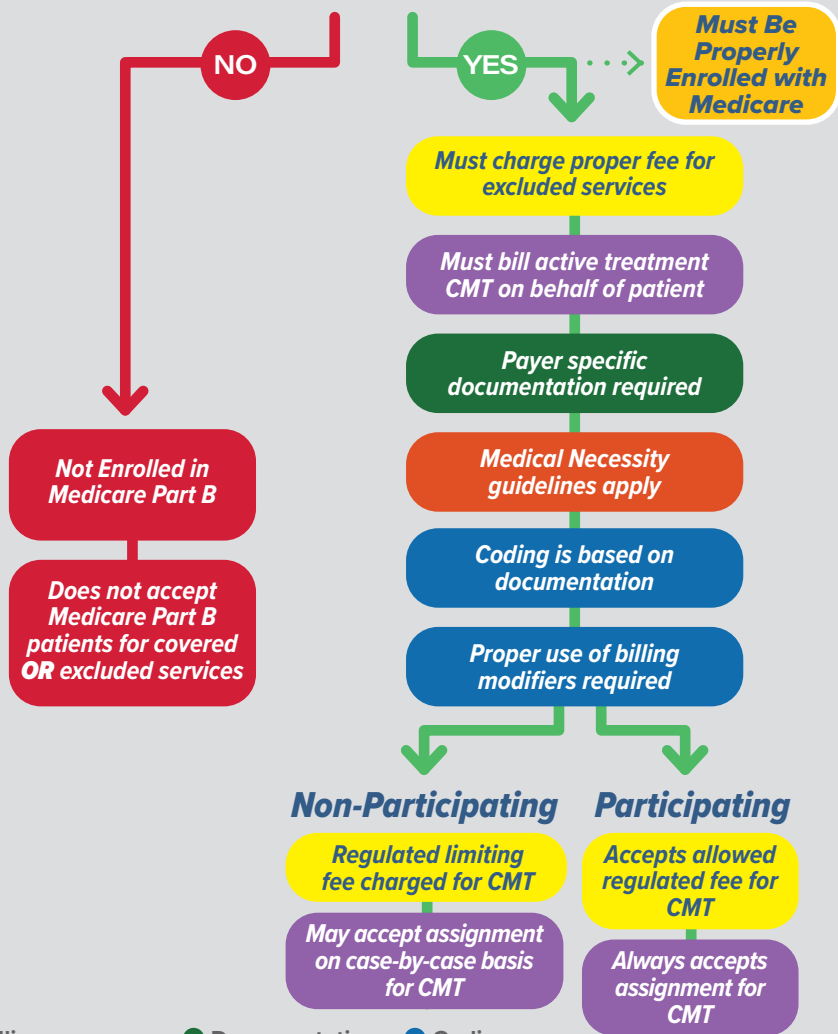 NO
YES
Must Be
Properly
Enrolled with
Medicare
Must charge proper fee for
excluded services
Must bill active treatment
CMT on behalf of patient
Payer specific
documentation required
Medical Necessity
guidelines apply
Coding is based on
documentation
Proper use of billing
modifiers required
Not Enrolled in
Medicare Part B
Does not accept
Medicare Part B
patients for covered
OR excluded services
Non-Participating
Regulated limiting
fee charged for CMT
May accept assignment
on case-by-case basis
for CMT
Participating
Accepts allowed
regulated fee for
CMT
Always accepts
assignment for
CMT